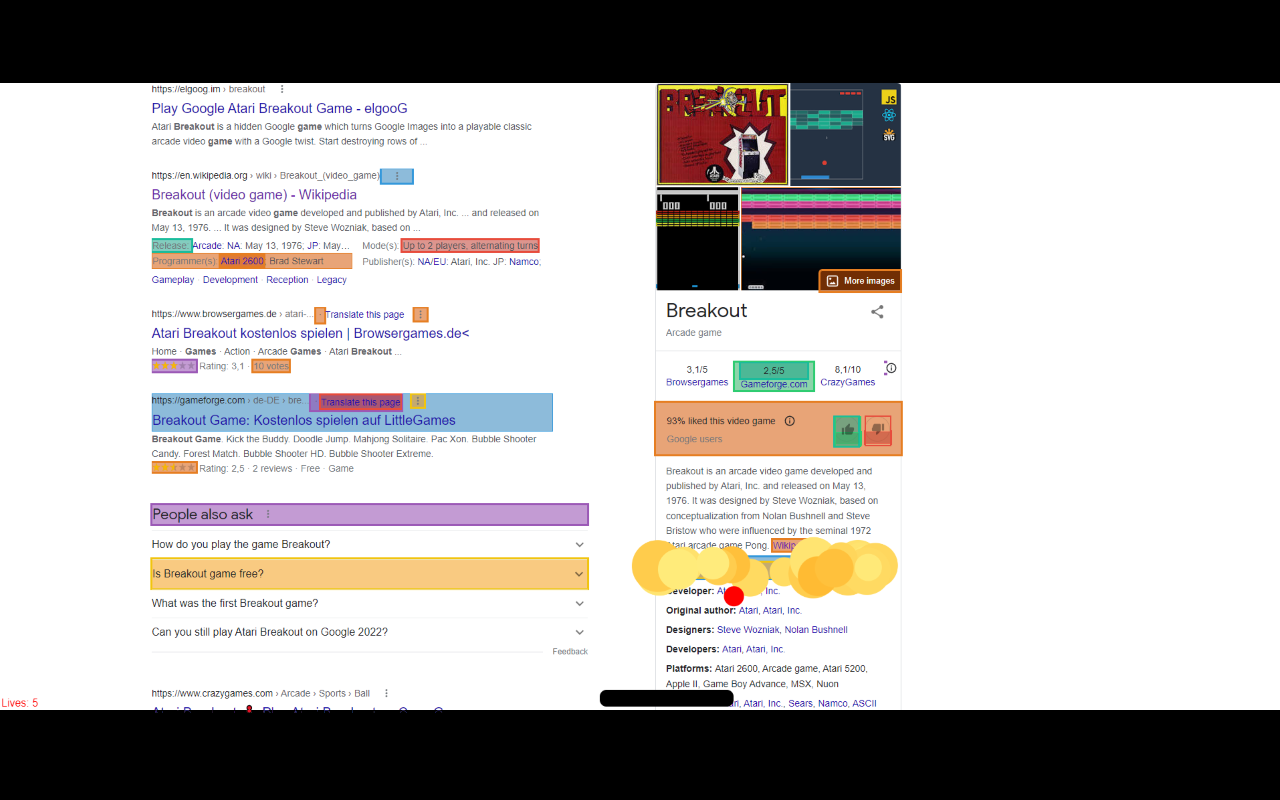 https://elgoog.im › breakout
Play Google Atari Breakout Game - elgooG
Atari Breakout is a hidden Google game which turns Google Images into a playable classic
arcade video game with a Google twist. Start destroying rows of ...
https://en.wikipedia.org › wiki › Breakout_(video_game)
Breakout (video game) - Wikipedia
Breakout is an arcade video game developed and published by Atari, Inc. ... and released on
May 13, 1976. ... It was designed by Steve Wozniak, based on ...
Release: Arcade: NA: May 13, 1976; JP: May... Mode(s): Up to 2 players, alternating turns
Programmer(s): Atari 2600: Brad Stewart Publisher(s): NA/EU: Atari, Inc. JP: Namco;
Gameplay · Development · Reception · Legacy
https://www.browsergames.de › atari-... · Translate this page
Atari Breakout kostenlos spielen | Browsergames.de<
Home · Games · Action · Arcade Games · Atari Breakout ...
Rating: 3,1 · 10 votes
https://gameforge.com › de-DE › bre... Translate this page
Breakout Game: Kostenlos spielen auf LittleGames
Breakout Game. Kick the Buddy. Doodle Jump. Mahjong Solitaire. Pac Xon. Bubble Shooter
Candy. Forest Match. Bubble Shooter HD. Bubble Shooter Extreme.
Rating: 2,5 · 2 reviews · Free · Game
People also ask
How do you play the game Breakout?
Is Breakout game free?
What was the first Breakout game?
Can you still play Atari Breakout on Google 2022?
Feedback
https://www.crazygames.com › Arcade › Sports › Ball
Lives: 5
BREAKOUT
JS
SVG
000 000
More images
Breakout
Arcade game
3,1/5 2,5/5 8,1/10
Browsergames Gameforge.com CrazyGames
93% liked this video game
Google users
Breakout is an arcade video game developed and
published by Atari, Inc. and released on May 13,
1976. It was designed by Steve Wozniak, based on
conceptualization from Nolan Bushnell and Steve
Bristow who were influenced by the seminal 1972
Atari arcade game Pong.
Developer: Inc.
Original author: Atari, Atari, Inc.
Designers: Steve Wozniak, Nolan Bushnell
Developers: Atari, Atari, Inc.
Platforms: Atari 2600, Arcade game, Atari 5200,
Apple II, Game Boy Advance, MSX, Nuon
Atari, Inc., Sears, Namco, ASCII